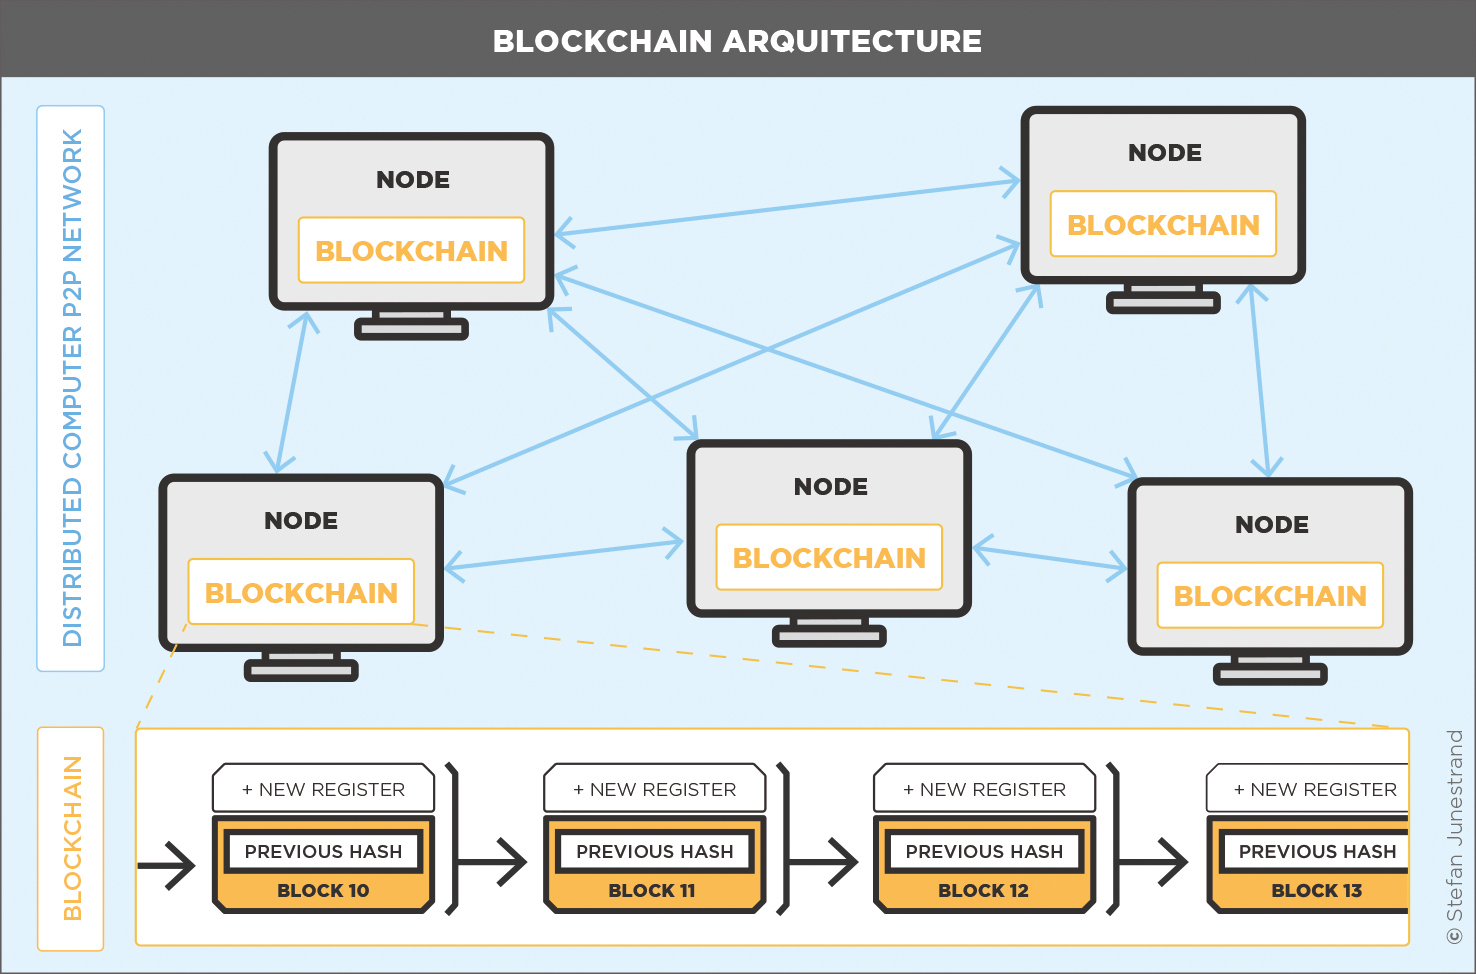 BLOCKCHAIN ARQUITECTURE
DISTRIBUTED COMPUTER P2P NETWORK
NODE
BLOCKCHAIN
NODE
BLOCKCHAIN
NODE
BLOCKCHAIN
NODE
BLOCKCHAIN
NODE
BLOCKCHAIN
BLOCKCHAIN
+ NEW REGISTER
PREVIOUS HASH
BLOCK 10
+ NEW REGISTER
PREVIOUS HASH
BLOCK 11
+ NEW REGISTER
PREVIOUS HASH
BLOCK 12
+ NEW REGISTER
PREVIOUS HASH
BLOCK 13
© Stefan Junestrand